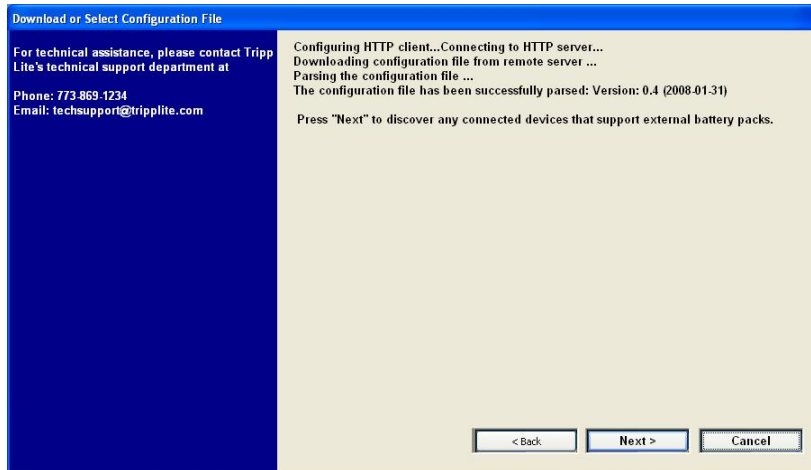 Download or Select Configuration File
For technical assistance, please contact Tripp
Lite's technical support department at
Phone: 773-869-1234
Email: techsupport@tripplite.com
Configuring HTTP client...Connecting to HTTP server...
Downloading configuration file from remote server ...
Parsing the configuration file ...
The configuration file has been successfully parsed: Version: 0.4 (2008-01-31)
Press "Next" to discover any connected devices that support external battery packs.
< Back
Next >
Cancel